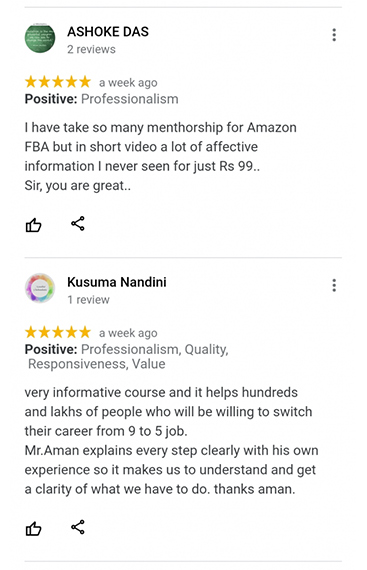 ASHOKE DAS
2 reviews
a week ago
Positive: Professionalism
I have take so many menthorship for Amazon
FBA but in short video a lot of affective
information I never seen for just Rs 99..
Sir, you are great..
Kusuma Nandini
1 review
a week ago
Positive: Professionalism, Quality,
Responsiveness, Value
very informative course and it helps hundreds
and lakhs of people who will be willing to switch
their career from 9 to 5 job.
Mr.Aman explains every step clearly with his own
experience so it makes us to understand and get
a clarity of what we have to do. thanks aman.